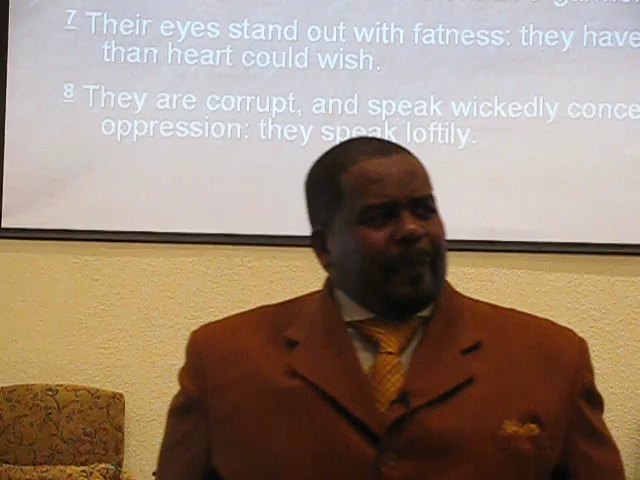 7 Their eyes stand out with fatness: they have
than heart could wish.
8 They are corrupt, and speak wickedly conce
oppression: they speak loftily.